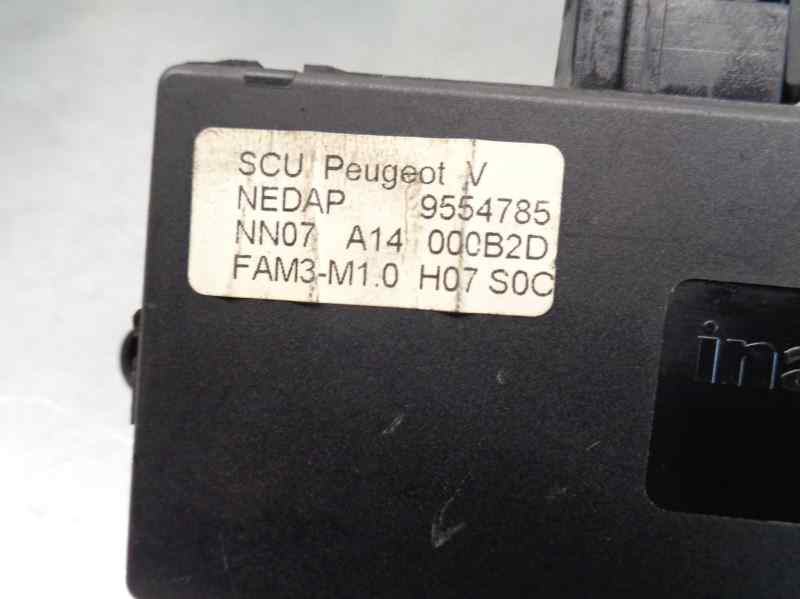 SCU Peugeot V
NEDAP 9554785
NN07 A14 000B2D
FAM3-M1.0 H07 S0C